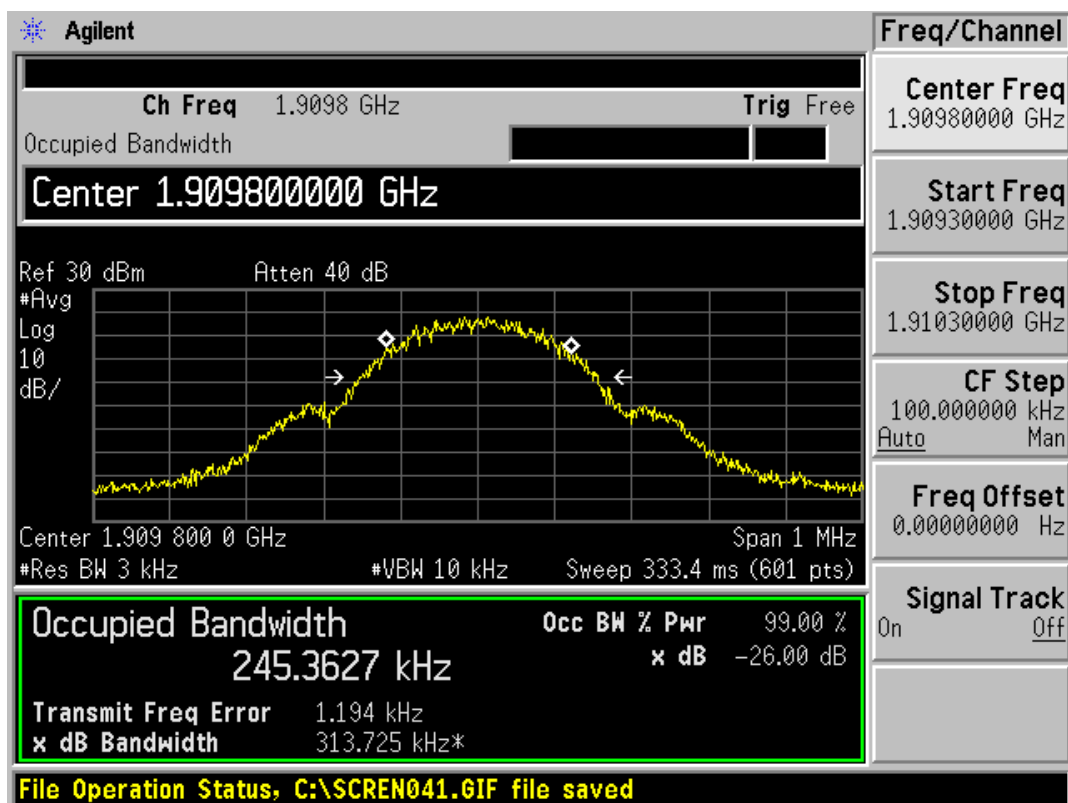 Agilent
Freq/Channel
Ch Freq 1.9098 GHz Trig Free
Occupied Bandwidth
Center 1.909800000 GHz
Ref 30 dBm Atten 40 dB
#Avg
Log
10
dB/
Center 1.909 800 0 GHz Span 1 MHz
#Res BW 3 kHz #VBW 10 kHz Sweep 333.4 ms (601 pts)
Occupied Bandwidth Occ BW % Pwr 99.00 %
245.3627 kHz x dB -26.00 dB
Transmit Freq Error 1.194 kHz
x dB Bandwidth 313.725 kHz*
Center Freq
1.90980000 GHz
Start Freq
1.90930000 GHz
Stop Freq
1.91030000 GHz
CF Step
100.000000 kHz
Auto Man
Freq Offset
0.00000000 Hz
Signal Track
On Off
File Operation Status, C:\SCREN041.GIF file saved